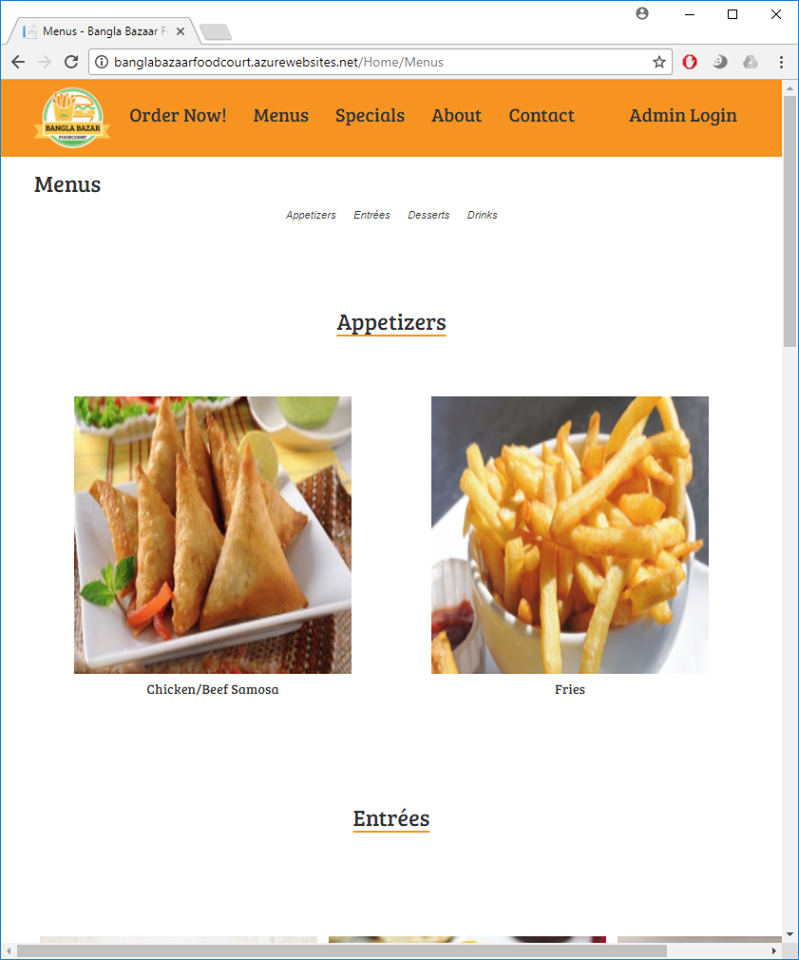 Menus - Bangla Bazaar F
banglabazaarfoodcourt.azurewebsites.net/Home/Menus
BANGLA BAZAR
FOODCOURT
Order Now! Menus Specials About Contact Admin Login
Menus
Appetizers Entrées Desserts Drinks
Appetizers
Chicken/Beef Samosa
Fries
Entrées